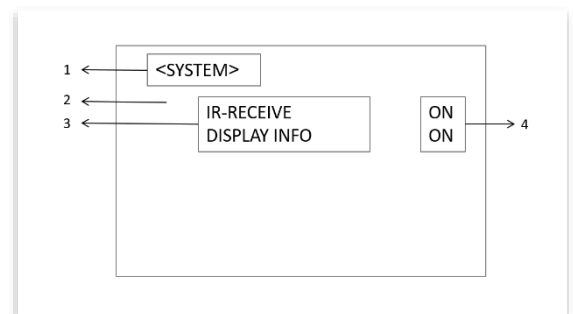 1 <SYSTEM>
2
IR-RECEIVE ON
3 DISPLAY INFO ON 4